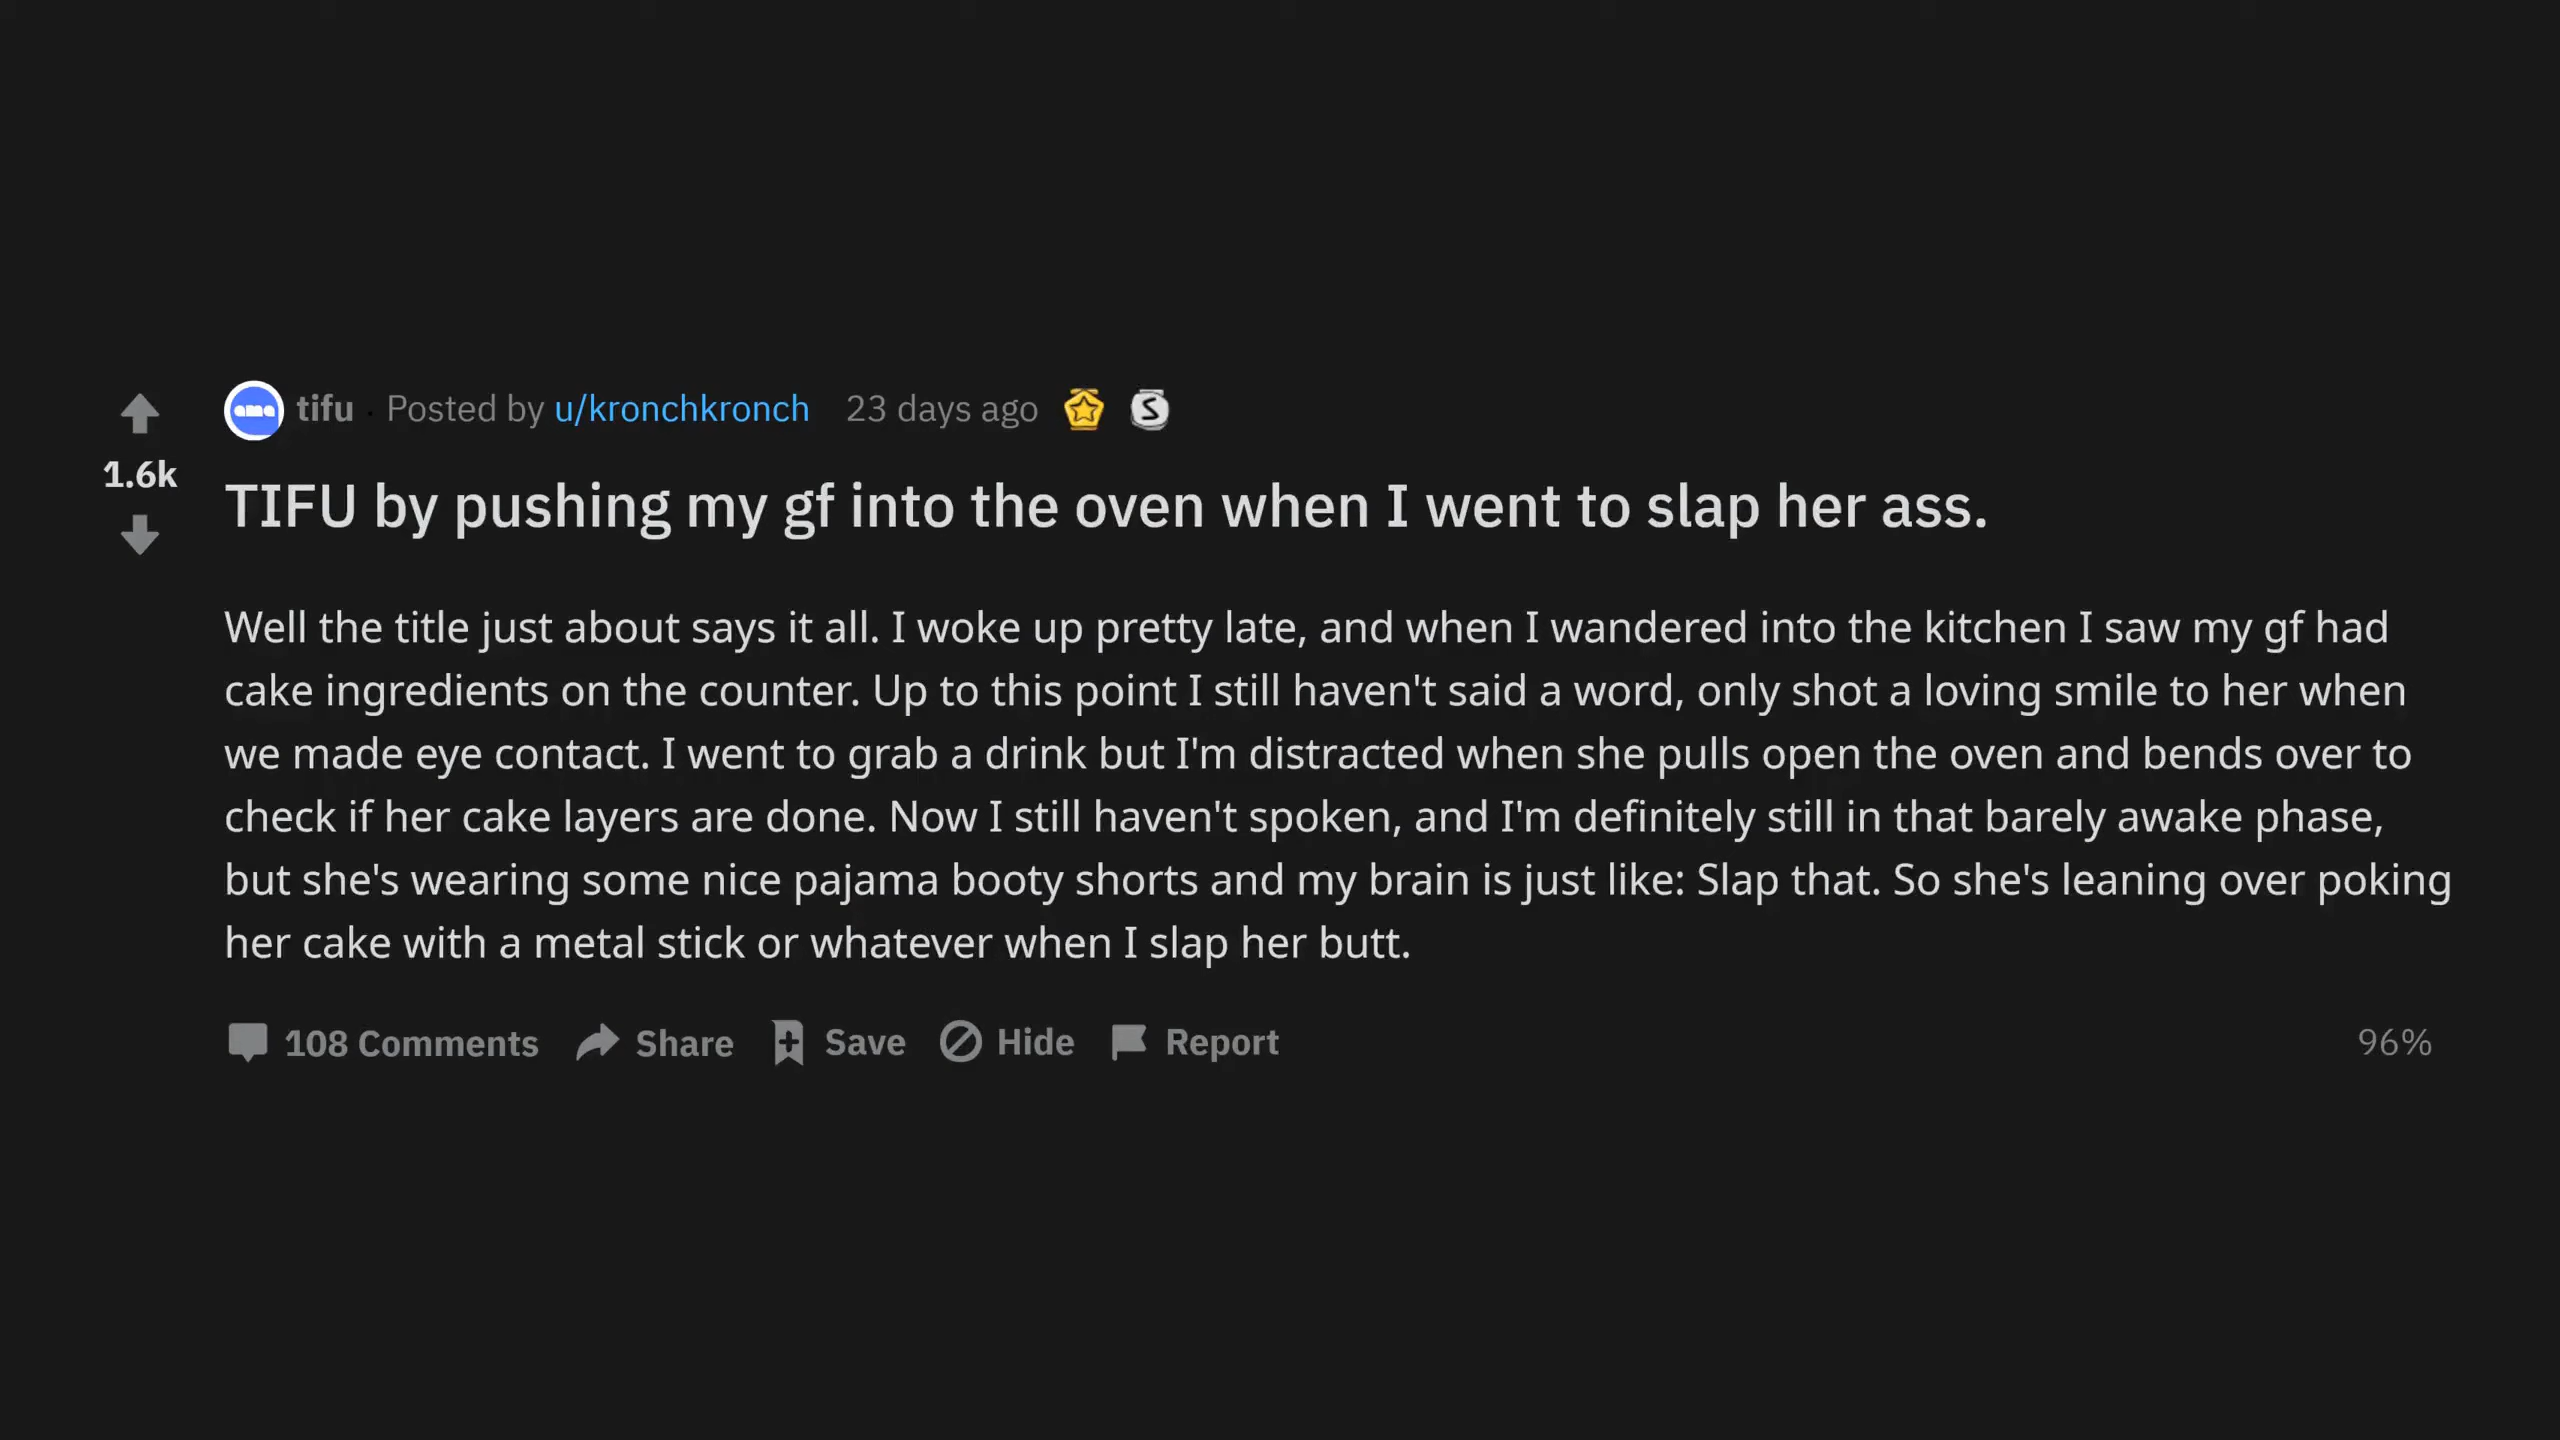 tifu · Posted by u/kronchkronch 23 days ago
1.6k
TIFU by pushing my gf into the oven when I went to slap her ass.
Well the title just about says it all. I woke up pretty late, and when I wandered into the kitchen I saw my gf had
cake ingredients on the counter. Up to this point I still haven't said a word, only shot a loving smile to her when
we made eye contact. I went to grab a drink but I'm distracted when she pulls open the oven and bends over to
check if her cake layers are done. Now I still haven't spoken, and I'm definitely still in that barely awake phase,
but she's wearing some nice pajama booty shorts and my brain is just like: Slap that. So she's leaning over poking
her cake with a metal stick or whatever when I slap her butt.
108 Comments Share Save Hide Report 96%